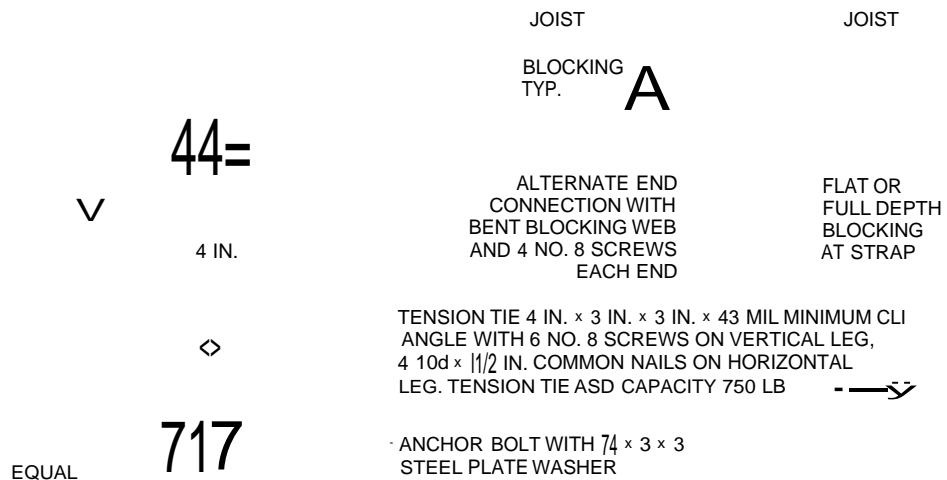 JOIST
JOIST
BLOCKING
TYP.
A
44=
V
4 IN.
ALTERNATE END
CONNECTION WITH
BENT BLOCKING WEB
AND 4 NO. 8 SCREWS
EACH END
FLAT OR
FULL DEPTH
BLOCKING
AT STRAP
TENSION TIE 4 IN. × 3 IN. × 3 IN. × 43 MIL MINIMUM CLI
ANGLE WITH 6 NO. 8 SCREWS ON VERTICAL LEG,
4 10d × |1/2 IN. COMMON NAILS ON HORIZONTAL
LEG. TENSION TIE ASD CAPACITY 750 LB
<>
717
EQUAL
- ANCHOR BOLT WITH 74 × 3 × 3
STEEL PLATE WASHER